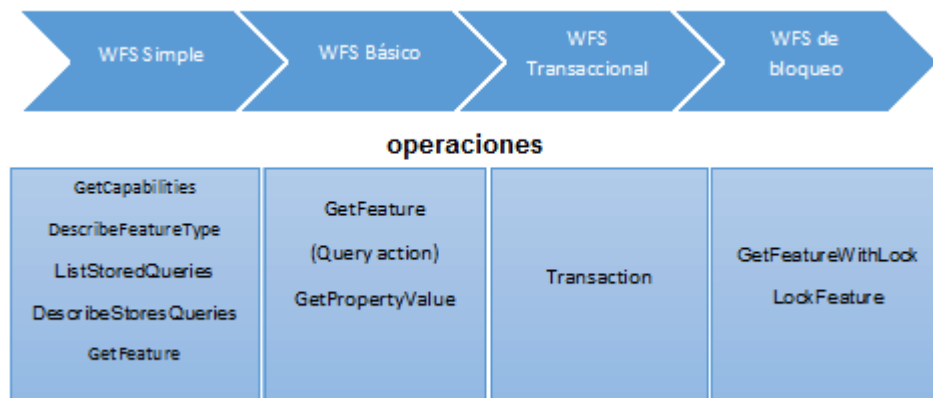 WFS Simple
WFS Básico
WFS
Transaccional
WFS de
bloqueo
operaciones
GetCapabilities
DescribeFeatureType
ListStoredQueries
DescribeStoresQueries
GetFeature
GetFeature
(Query action)
GetPropertyValue
Transaction
GetFeatureWithLock
LockFeature